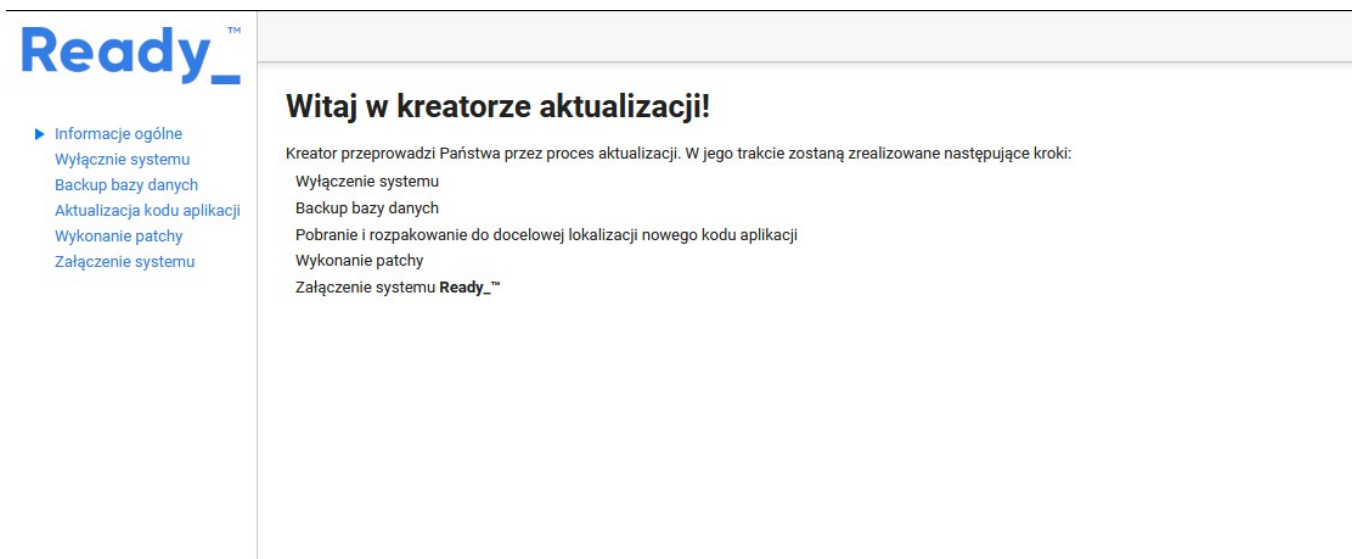 Ready_™
Informacje ogólne
Wyłącznie systemu
Backup bazy danych
Aktualizacja kodu aplikacji
Wykonanie patchy
Załączenie systemu
Witaj w kreatorze aktualizacji!
Kreator przeprowadzi Państwa przez proces aktualizacji. W jego trakcie zostaną zrealizowane następujące kroki:
Wyłączenie systemu
Backup bazy danych
Pobranie i rozpakowanie do docelowej lokalizacji nowego kodu aplikacji
Wykonanie patchy
Załączenie systemu Ready_™